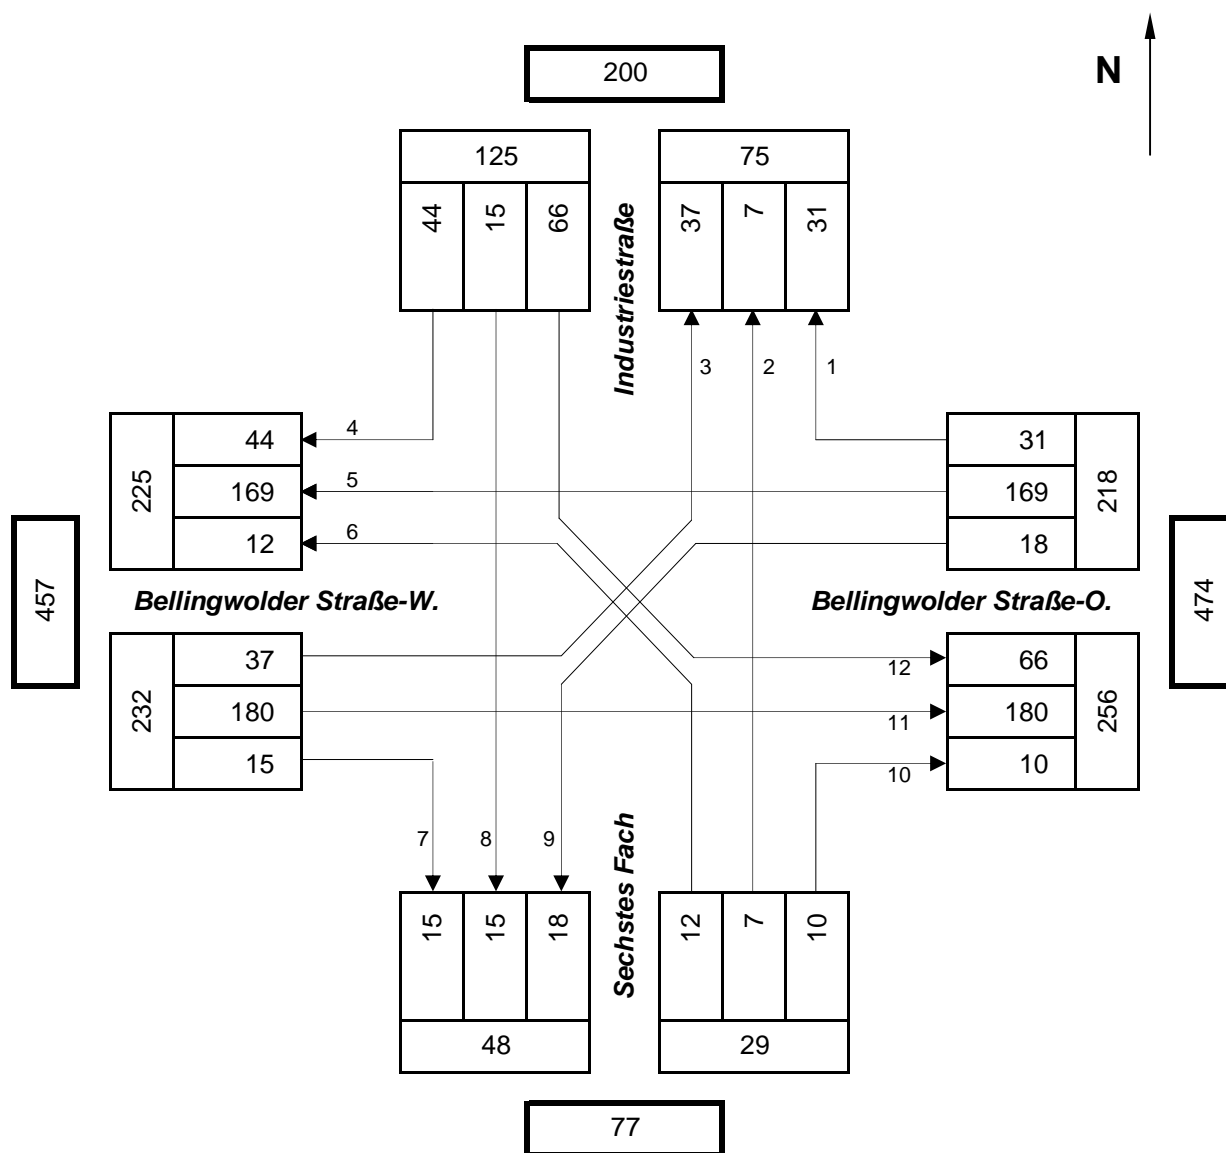 200
N
125
75
44 15 66
37 7 31
Industriestraße
3 2 1
4
5
6
225
44
169
12
31
169
18
218
457
Bellingwolder Straße-W.
Bellingwolder Straße-O.
474
232
37
180
15
12
11
10
66
180
10
256
7 8 9
Sechstes Fach
15 15 18
12 7 10
48
29
77